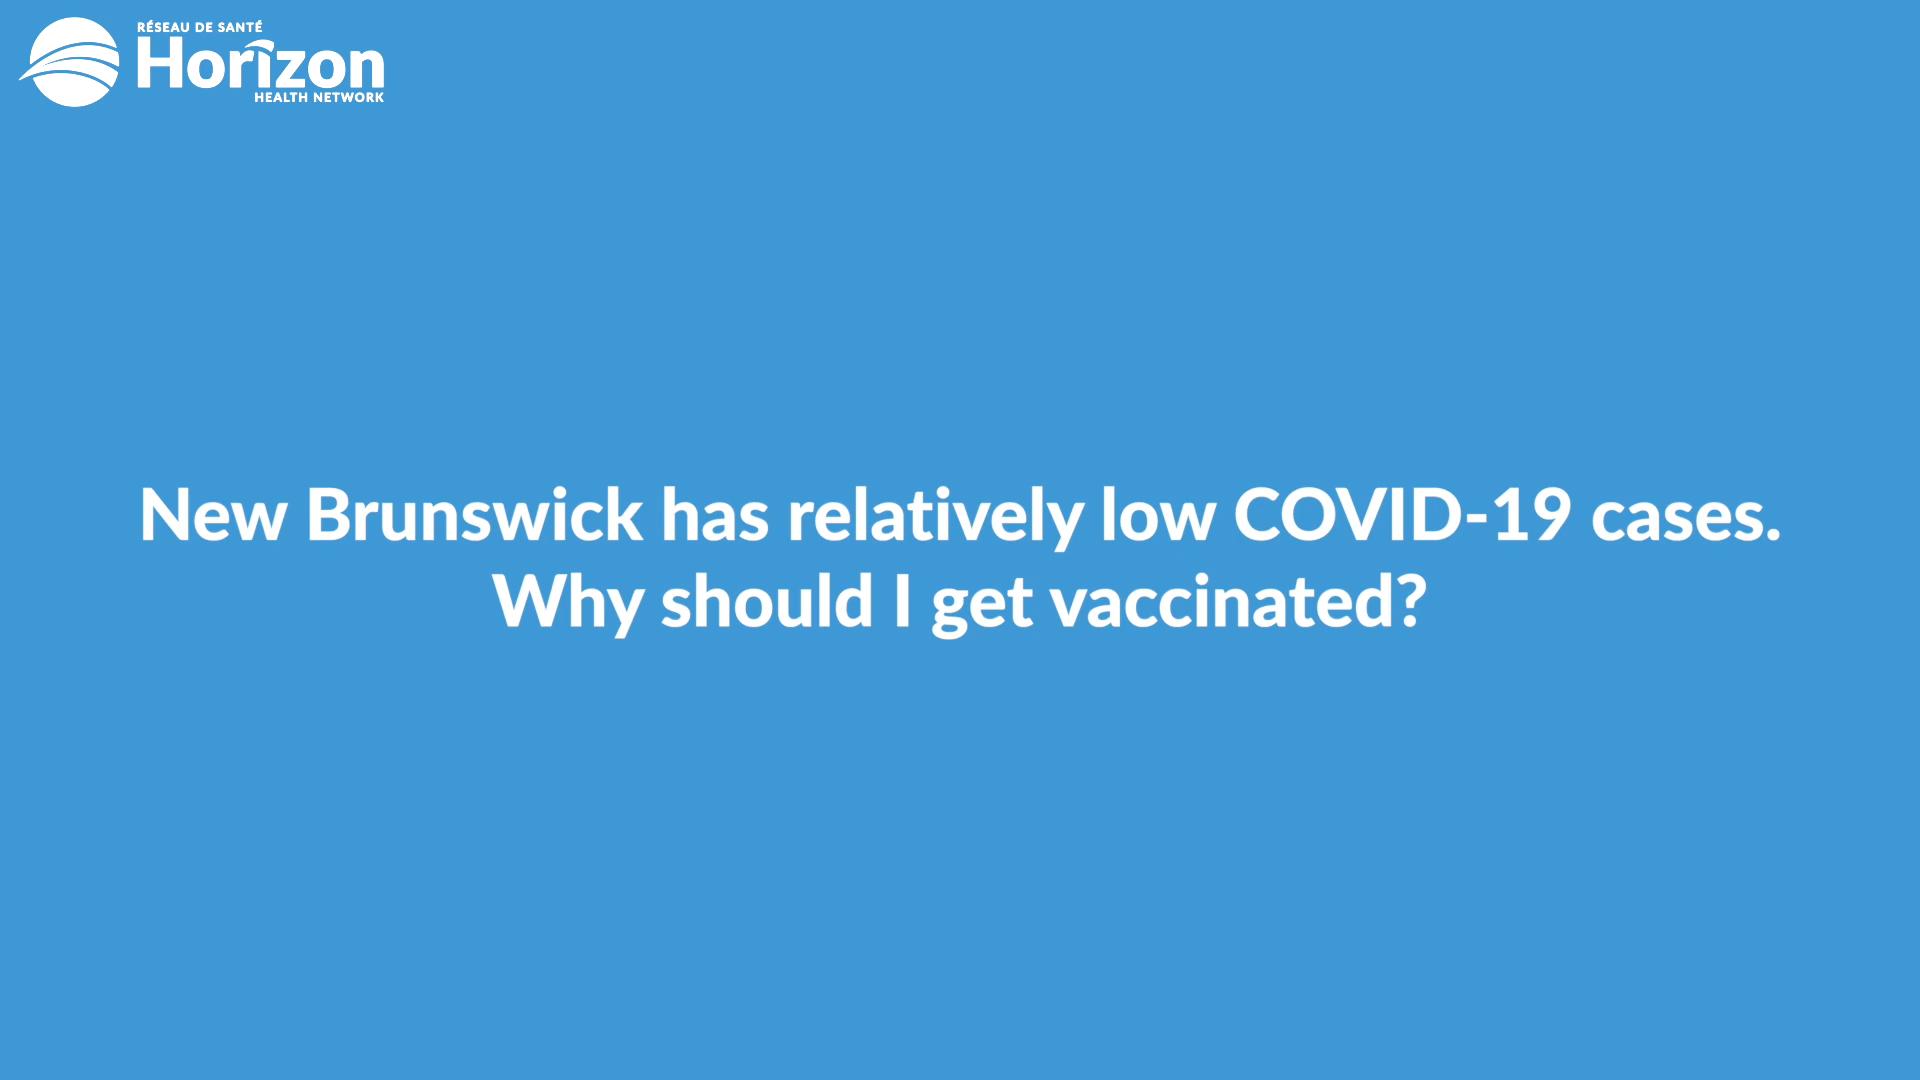 RÉSEAU DE SANTÉ
Horizon
HEALTH NETWORK
New Brunswick has relatively low COVID-19 cases.
Why should I get vaccinated?